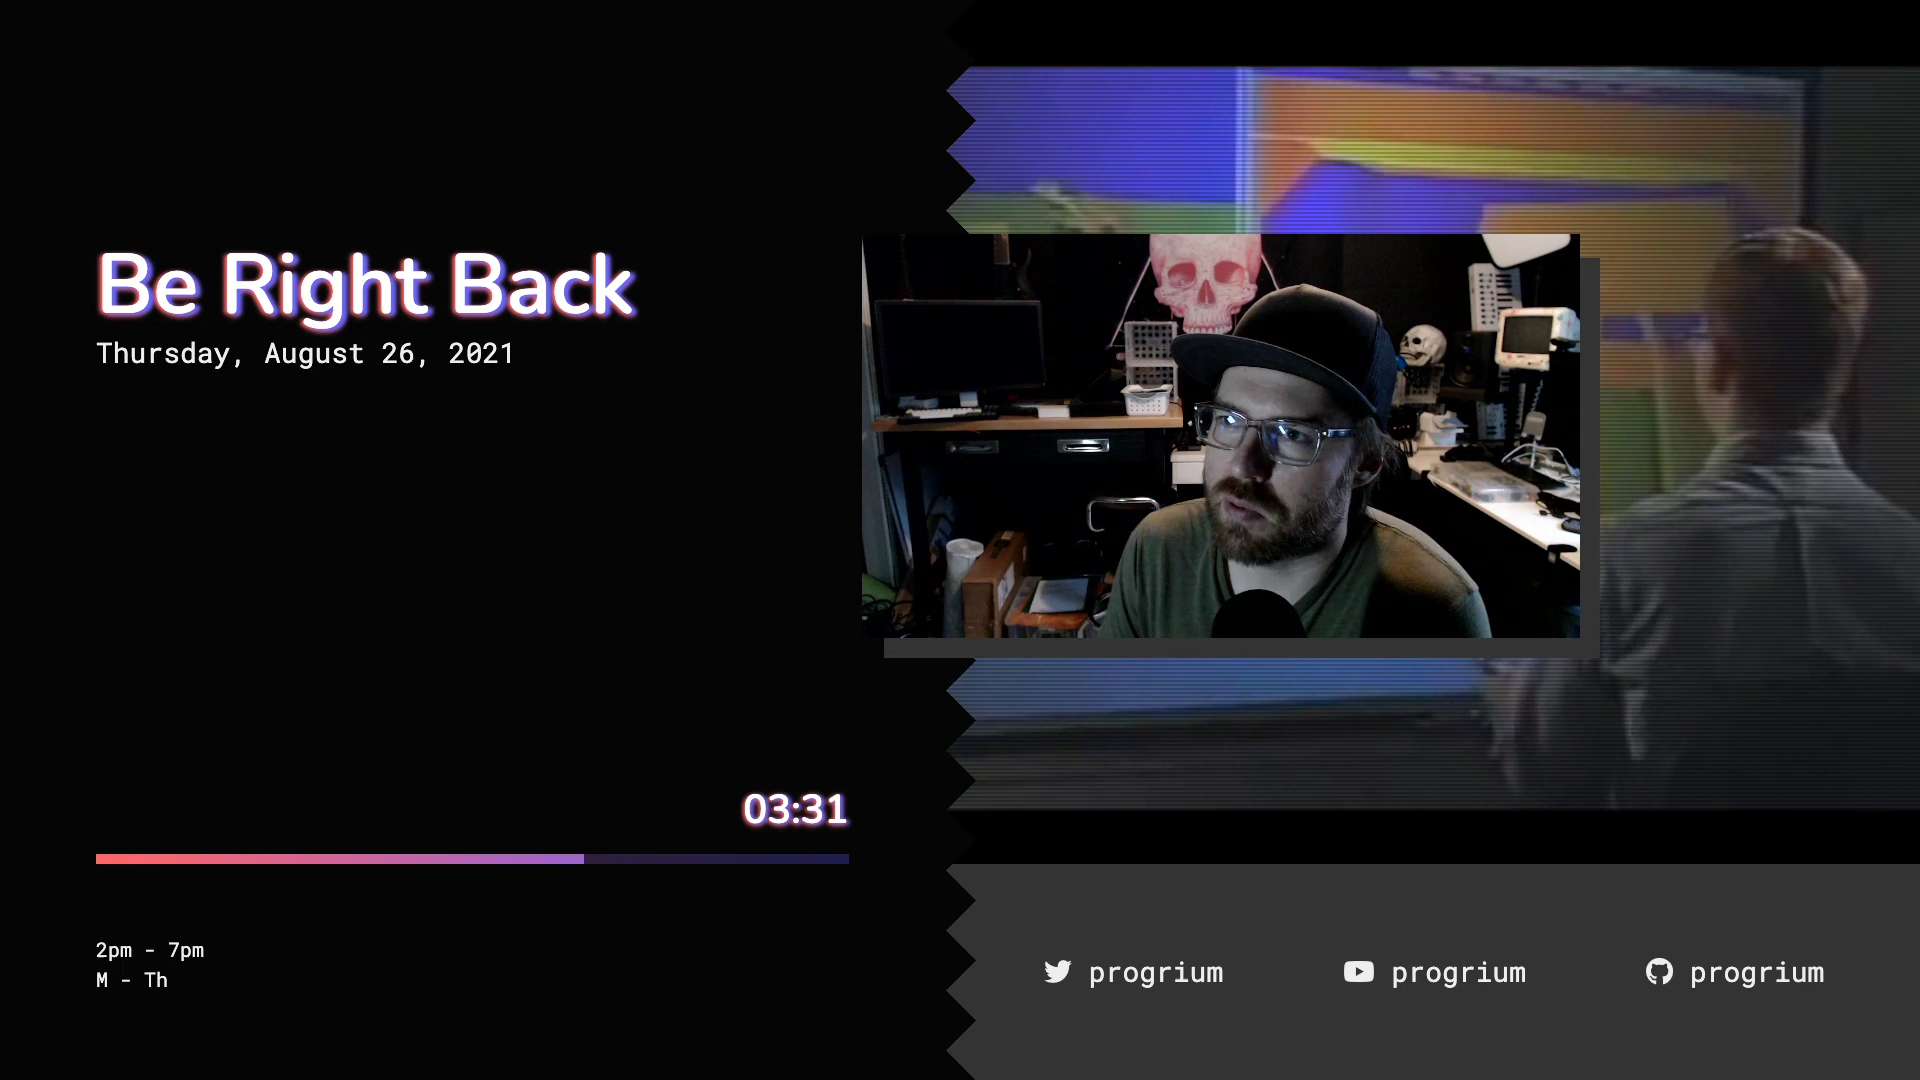 Be Right Back
Thursday, August 26, 2021
03:31
2pm - 7pm
M - Th
progrium
progrium
progrium